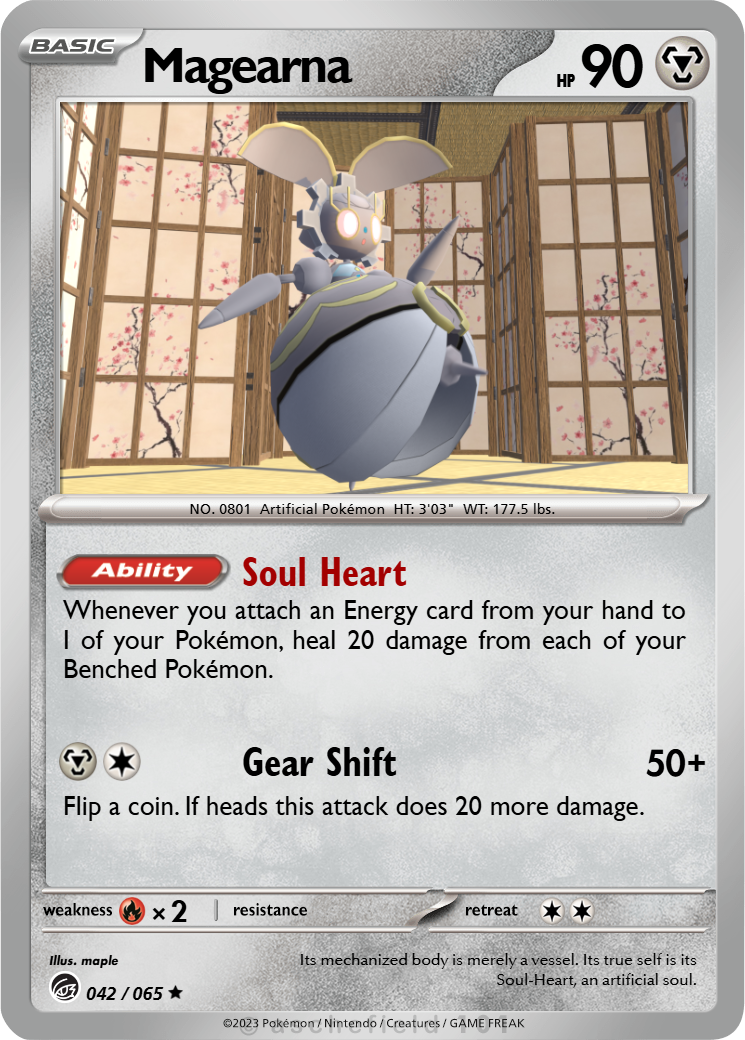 BASIC Magearna HP 90
NO. 0801 Artificial Pokémon HT: 3'03" WT: 177.5 lbs.
Ability Soul Heart
Whenever you attach an Energy card from your hand to
1 of your Pokémon, heal 20 damage from each of your
Benched Pokémon.
Gear Shift 50+
Flip a coin. If heads this attack does 20 more damage.
weakness × 2 resistance retreat
Illus. maple
Its mechanized body is merely a vessel. Its true self is its
Soul-Heart, an artificial soul.
042 / 065 ★
©2023 Pokémon / Nintendo / Creatures / GAME FREAK